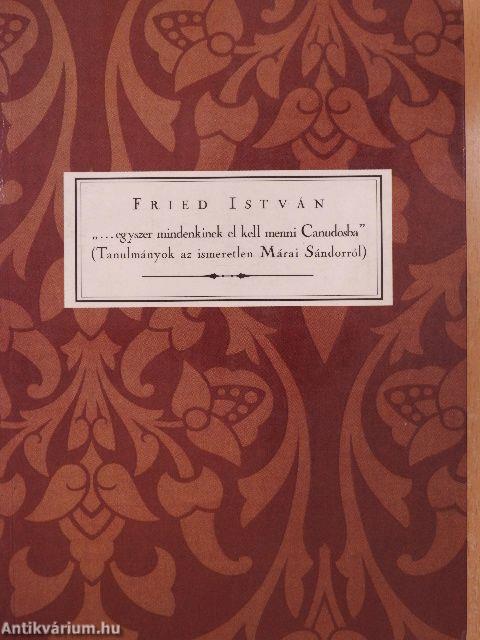 FRIED ISTVÁN
„...egyszer mindenkinek el kell menni Canudosba”
(Tanulmányok az ismeretlen Márai Sándorról)
Antikvárium.hu